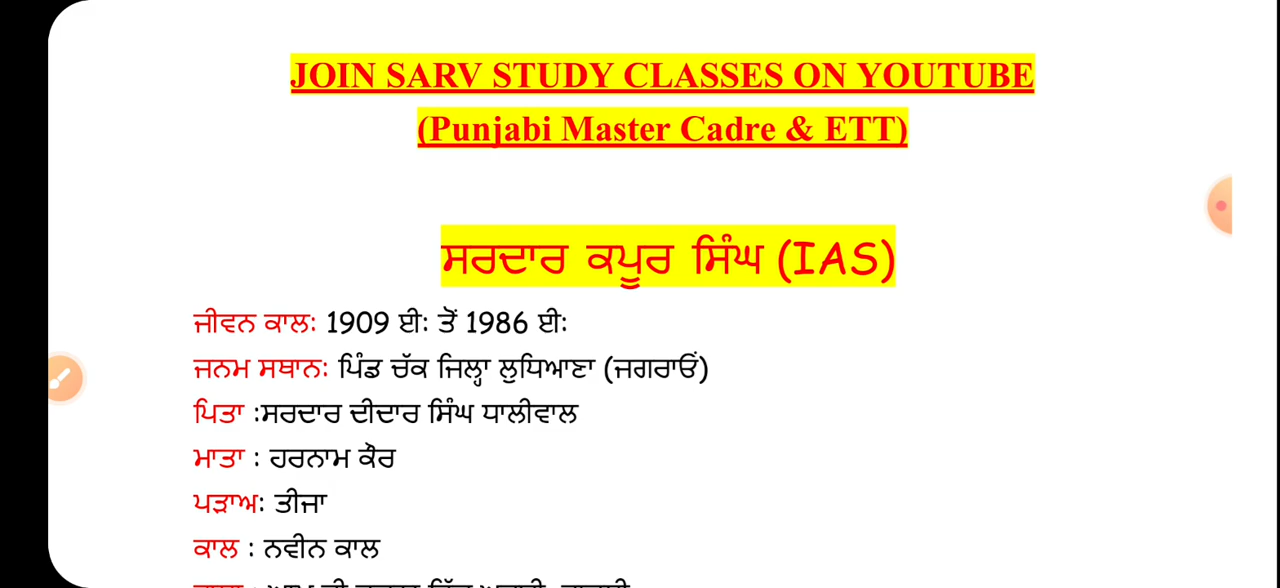 JOIN SARV STUDY CLASSES ON YOUTUBE
(Punjabi Master Cadre & ETT)
ਸਰਦਾਰ ਕਪੂਰ ਸਿੰਘ (IAS)
ਜੀਵਨ ਕਾਲ: 1909 ਈ: ਤੋਂ 1986 ਈ:
ਜਨਮ ਸਥਾਨ: ਪਿੰਡ ਚੱਕ ਜਿਲ੍ਹਾ ਲੁਧਿਆਣਾ (ਜਗਰਾਓਂ)
ਪਿਤਾ :ਸਰਦਾਰ ਦੀਦਾਰ ਸਿੰਘ ਧਾਲੀਵਾਲ
ਮਾਤਾ : ਹਰਨਾਮ ਕੌਰ
ਪੜਾਅ: ਤੀਜਾ
ਕਾਲ : ਨਵੀਨ ਕਾਲ